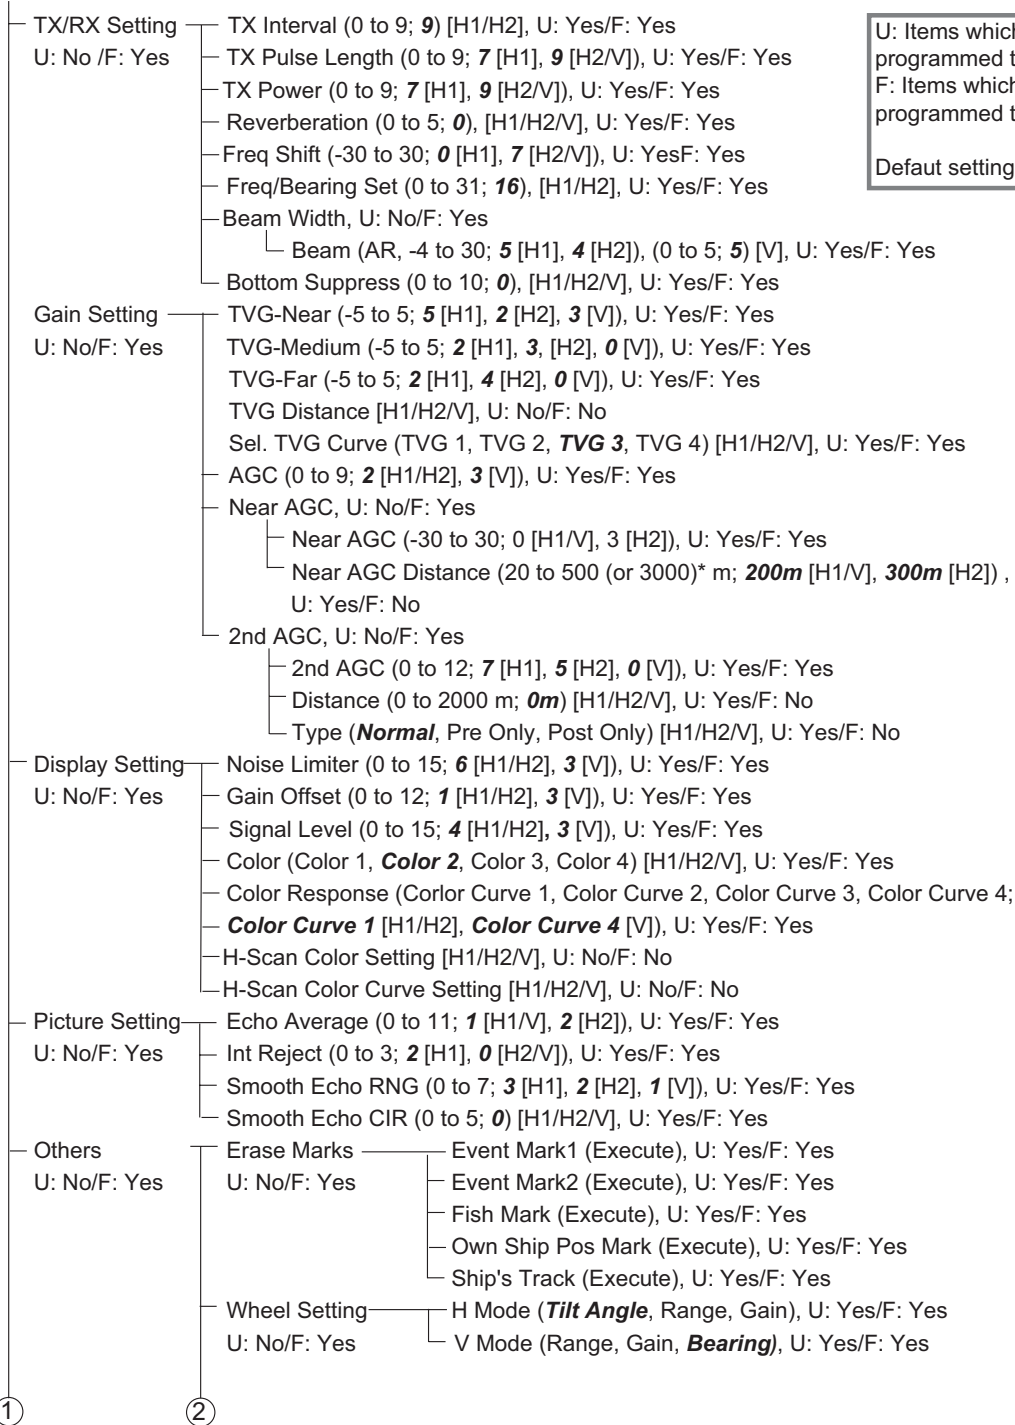 TX/RX Setting
U: No /F: Yes
TX Interval (0 to 9; 9) [H1/H2], U: Yes/F: Yes
TX Pulse Length (0 to 9; 7 [H1], 9 [H2/V]), U: Yes/F: Yes
TX Power (0 to 9; 7 [H1], 9 [H2/V]), U: Yes/F: Yes
Reverberation (0 to 5; 0), [H1/H2/V], U: Yes/F: Yes
Freq Shift (-30 to 30; 0 [H1], 7 [H2/V]), U: YesF: Yes
Freq/Bearing Set (0 to 31; 16), [H1/H2], U: Yes/F: Yes
Beam Width, U: No/F: Yes
Beam (AR, -4 to 30; 5 [H1], 4 [H2]), (0 to 5; 5) [V], U: Yes/F: Yes
Bottom Suppress (0 to 10; 0), [H1/H2/V], U: Yes/F: Yes
U: Items which
programmed t
F: Items which
programmed t
Defaut setting
Gain Setting
U: No/F: Yes
TVG-Near (-5 to 5; 5 [H1], 2 [H2], 3 [V]), U: Yes/F: Yes
TVG-Medium (-5 to 5; 2 [H1], 3, [H2], 0 [V]), U: Yes/F: Yes
TVG-Far (-5 to 5; 2 [H1], 4 [H2], 0 [V]), U: Yes/F: Yes
TVG Distance [H1/H2/V], U: No/F: No
Sel. TVG Curve (TVG 1, TVG 2, TVG 3, TVG 4) [H1/H2/V], U: Yes/F: Yes
AGC (0 to 9; 2 [H1/H2], 3 [V]), U: Yes/F: Yes
Near AGC, U: No/F: Yes
Near AGC (-30 to 30; 0 [H1/V], 3 [H2]), U: Yes/F: Yes
Near AGC Distance (20 to 500 (or 3000)* m; 200m [H1/V], 300m [H2]) ,
U: Yes/F: No
2nd AGC, U: No/F: Yes
2nd AGC (0 to 12; 7 [H1], 5 [H2], 0 [V]), U: Yes/F: Yes
Distance (0 to 2000 m; 0m) [H1/H2/V], U: Yes/F: No
Type (Normal, Pre Only, Post Only) [H1/H2/V], U: Yes/F: No
Display Setting
U: No/F: Yes
Noise Limiter (0 to 15; 6 [H1/H2], 3 [V]), U: Yes/F: Yes
Gain Offset (0 to 12; 1 [H1/H2], 3 [V]), U: Yes/F: Yes
Signal Level (0 to 15; 4 [H1/H2], 3 [V]), U: Yes/F: Yes
Color (Color 1, Color 2, Color 3, Color 4) [H1/H2/V], U: Yes/F: Yes
Color Response (Corlor Curve 1, Color Curve 2, Color Curve 3, Color Curve 4;
Color Curve 1 [H1/H2], Color Curve 4 [V]), U: Yes/F: Yes
H-Scan Color Setting [H1/H2/V], U: No/F: No
H-Scan Color Curve Setting [H1/H2/V], U: No/F: No
Picture Setting
U: No/F: Yes
Echo Average (0 to 11; 1 [H1/V], 2 [H2]), U: Yes/F: Yes
Int Reject (0 to 3; 2 [H1], 0 [H2/V]), U: Yes/F: Yes
Smooth Echo RNG (0 to 7; 3 [H1], 2 [H2], 1 [V]), U: Yes/F: Yes
Smooth Echo CIR (0 to 5; 0) [H1/H2/V], U: Yes/F: Yes
Others
U: No/F: Yes
Erase Marks
U: No/F: Yes
Event Mark1 (Execute), U: Yes/F: Yes
Event Mark2 (Execute), U: Yes/F: Yes
Fish Mark (Execute), U: Yes/F: Yes
Own Ship Pos Mark (Execute), U: Yes/F: Yes
Ship's Track (Execute), U: Yes/F: Yes
Wheel Setting
U: No/F: Yes
H Mode (Tilt Angle, Range, Gain), U: Yes/F: Yes
V Mode (Range, Gain, Bearing), U: Yes/F: Yes
1
2